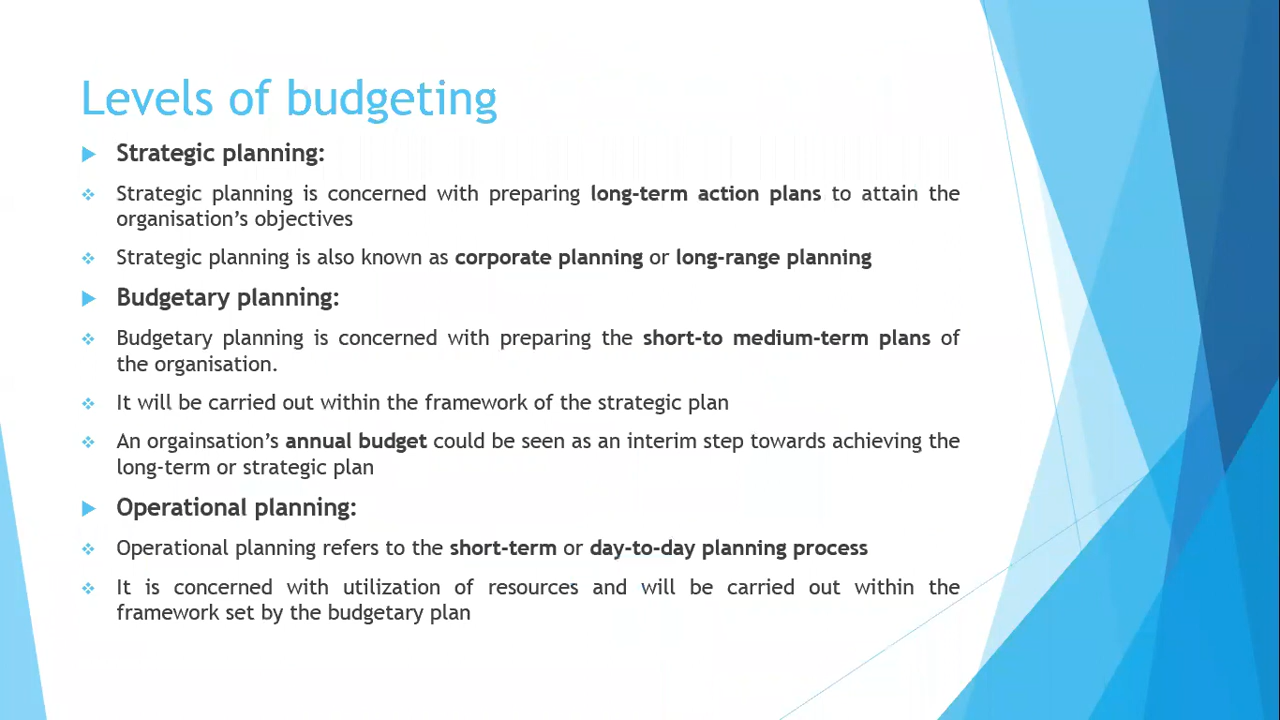 Levels of budgeting
Strategic planning:
Strategic planning is concerned with preparing long-term action plans to attain the
organisation’s objectives
Strategic planning is also known as corporate planning or long-range planning
Budgetary planning:
Budgetary planning is concerned with preparing the short-to medium-term plans of
the organisation.
It will be carried out within the framework of the strategic plan
An orgainsation’s annual budget could be seen as an interim step towards achieving the
long-term or strategic plan
Operational planning:
Operational planning refers to the short-term or day-to-day planning process
It is concerned with utilization of resources and will be carried out within the
framework set by the budgetary plan